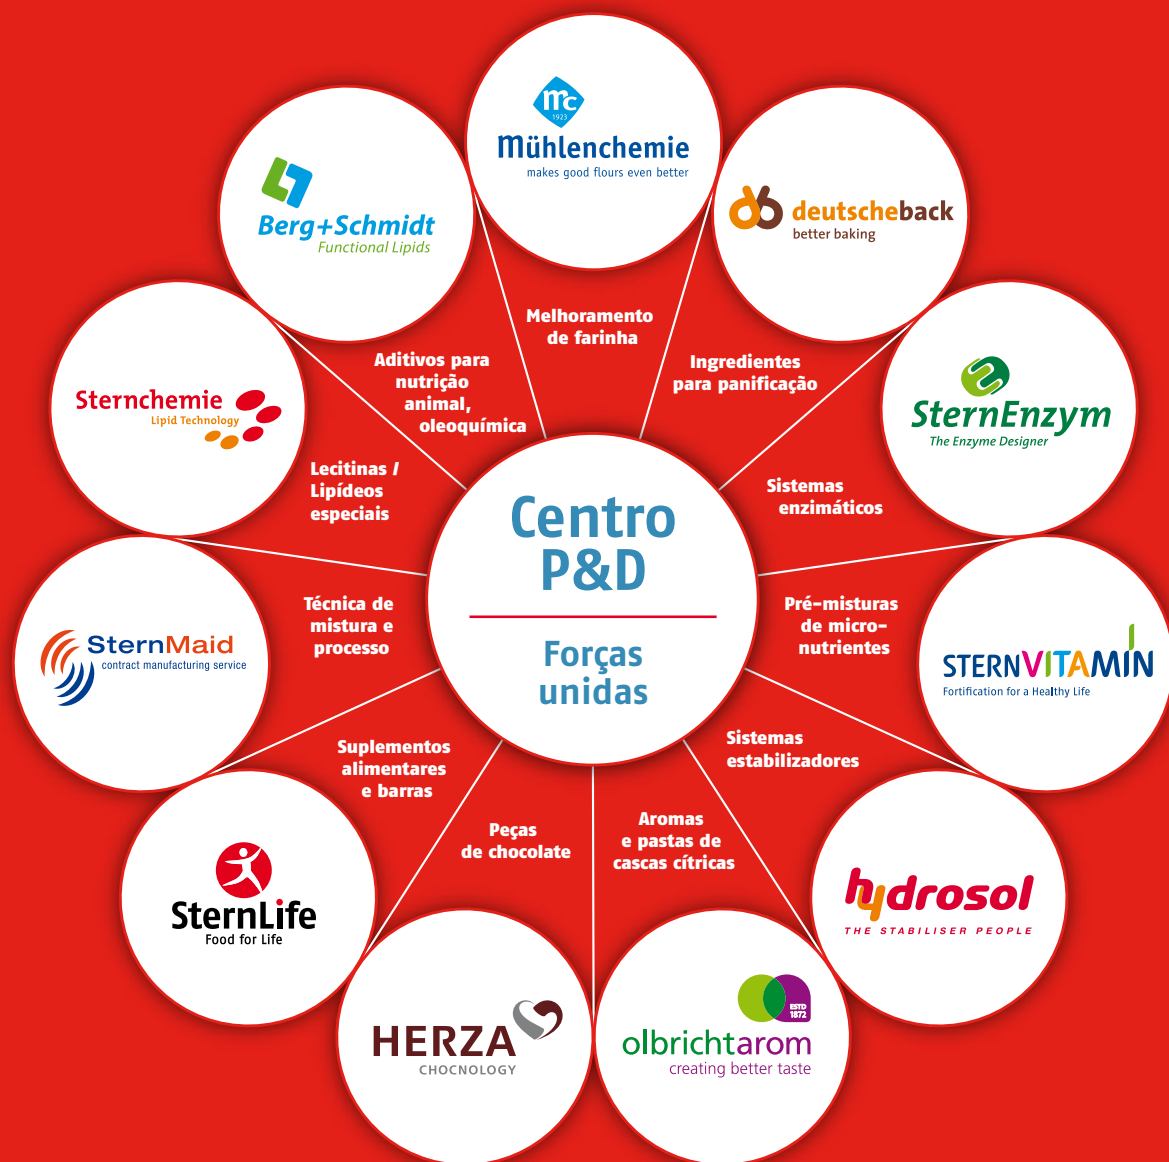 mc
1923
mühlenchemie
makes good flours even better
deutscheback
better baking
SternEnzym
The Enzyme Designer
STERNVITAMIN
Fortification for a Healthy Life
hydrosol
THE STABILISER PEOPLE
ESTD
1872
olbrichtarom
creating better taste
HERZA
CHOCNOLOGY
SternLife
Food for Life
SternMaid
contract manufacturing service
Sternchemie
Lipid Technology
Berg+Schmidt
Functional Lipids
Melhoramento
de farinha
Ingredientes
para panificação
Sistemas
enzimáticos
Pré-misturas
de micro-
nutrientes
Sistemas
estabilizadores
Aromas
e pastas de
cascas cítricas
Peças
de chocolate
Suplementos
alimentares
e barras
Técnica de
mistura e
processo
Lecitinas /
Lipídeos
especiais
Aditivos para
nutrição
animal,
oleoquímica
Centro
P&D
Forças
unidas